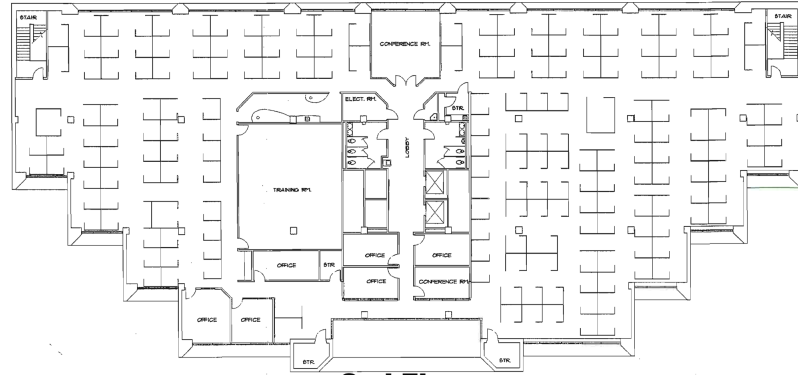 STAIR
STAIR
CONFERENCE RM.
ELECT. RM.
STR.
LOBBY
TRAINING RM.
OFFICE
OFFICE
OFFICE
STR.
OFFICE
CONFERENCE RM.
OFFICE
OFFICE
STR.
STR.